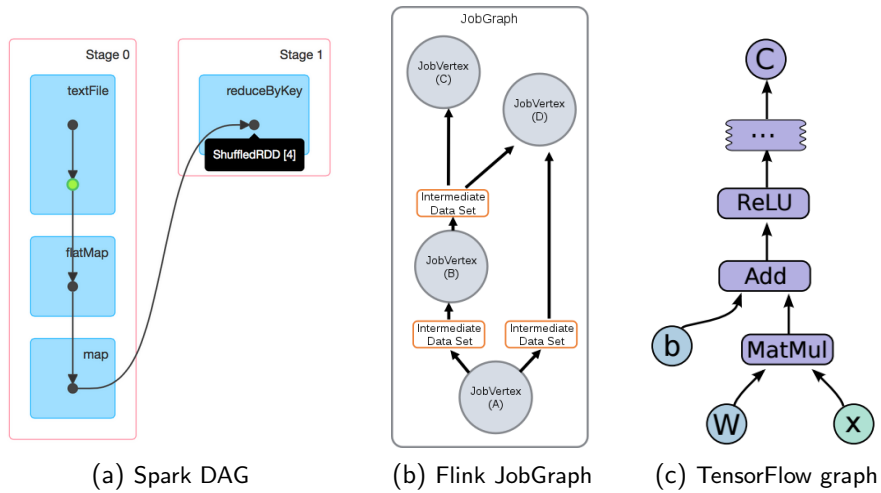 Stage 0
textFile
flatMap
map
Stage 1
reduceByKey
ShuffledRDD [4]
(a) Spark DAG
JobGraph
JobVertex
(C)
JobVertex
(D)
Intermediate
Data Set
JobVertex
(B)
Intermediate
Data Set
Intermediate
Data Set
JobVertex
(A)
(b) Flink JobGraph
C
...
ReLU
Add
b
MatMul
W
x
(c) TensorFlow graph